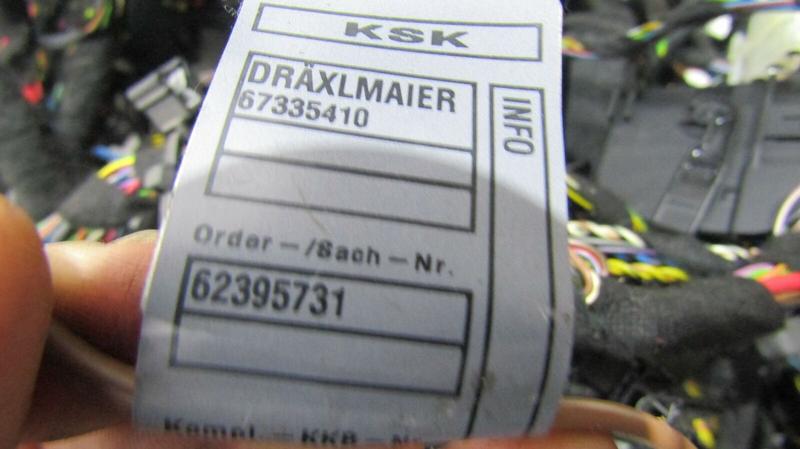 KSK
DRÄXLMAIER
67335410
INFO
Order-/Sach-Nr.
62395731